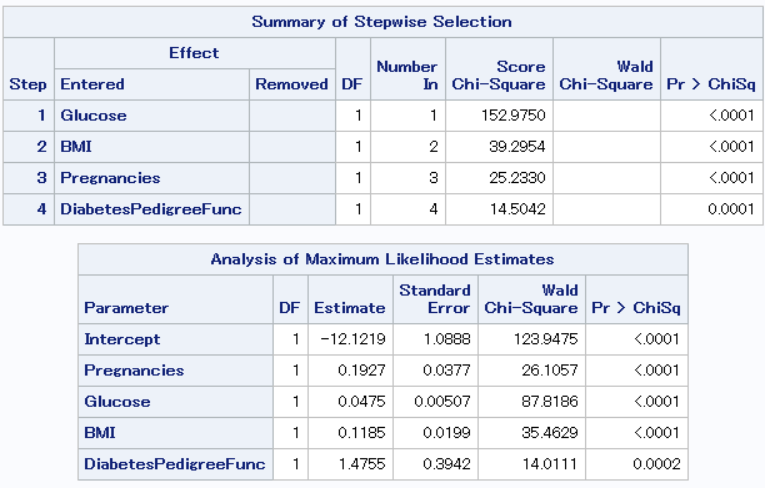 Summary of Stepwise Selection
Step Effect DF Number In Score Chi-Square Wald Chi-Square Pr > ChiSq
Entered Removed
1 Glucose 1 1 152.9750 <.0001
2 BMI 1 2 39.2954 <.0001
3 Pregnancies 1 3 25.2330 <.0001
4 DiabetesPedigreeFunc 1 4 14.5042 0.0001
Analysis of Maximum Likelihood Estimates
Parameter DF Estimate Standard Error Wald Chi-Square Pr > ChiSq
Intercept 1 -12.1219 1.0888 123.9475 <.0001
Pregnancies 1 0.1927 0.0377 26.1057 <.0001
Glucose 1 0.0475 0.00507 87.8186 <.0001
BMI 1 0.1185 0.0199 35.4629 <.0001
DiabetesPedigreeFunc 1 1.4755 0.3942 14.0111 0.0002